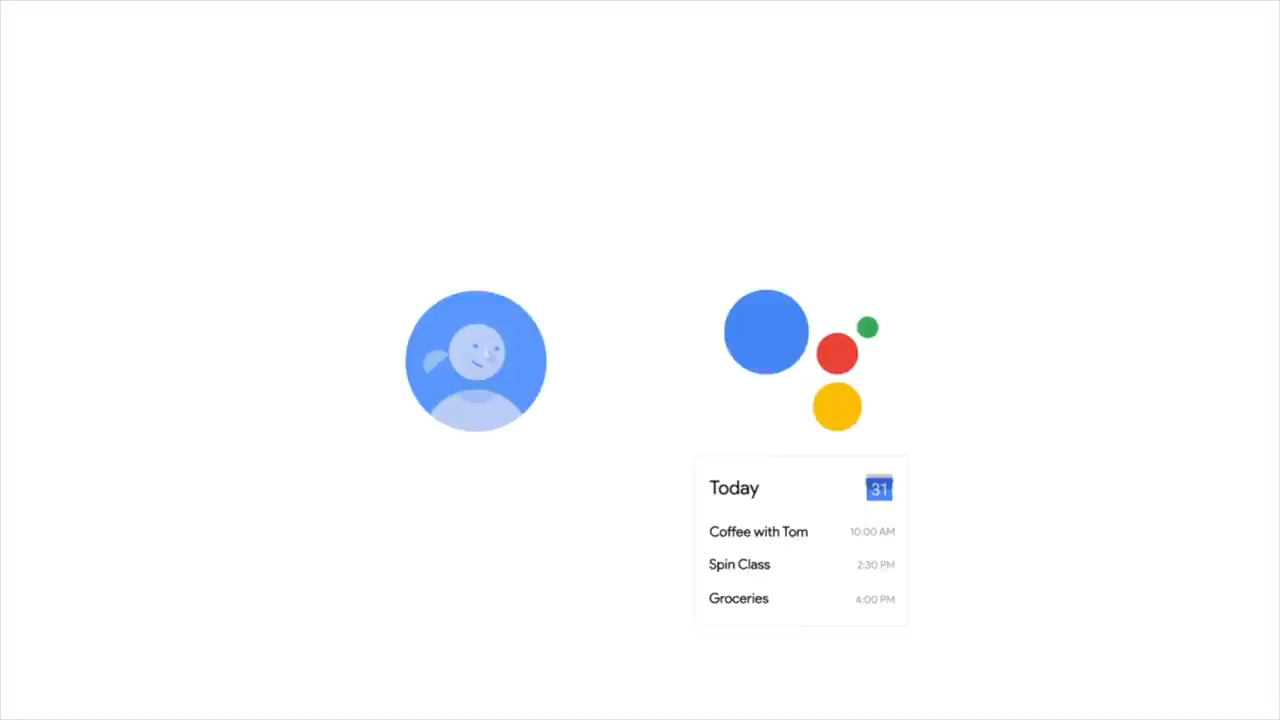 Today 31
Coffee with Tom 10:00 AM
Spin Class 2:30 PM
Groceries 4:00 PM